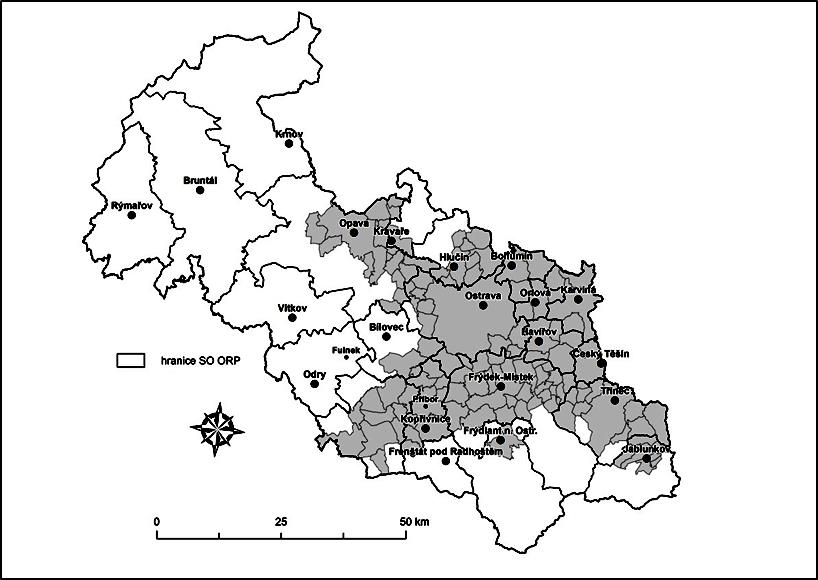 Krnov
Bruntál
Rýmařov
Opava
Kravaře
Hlučín
Bohumín
Ostrava
Orlová
Karviná
Vítkov
Bílovec
Havířov
Fulnek
Český Těšín
hranice SO ORP
Odry
Frýdek-Místek
Třinec
Příbor
Kopřivnice
Frýdlant n. Ostr.
Frenštát pod Radhoštěm
Jablunkov
0 25 50 km